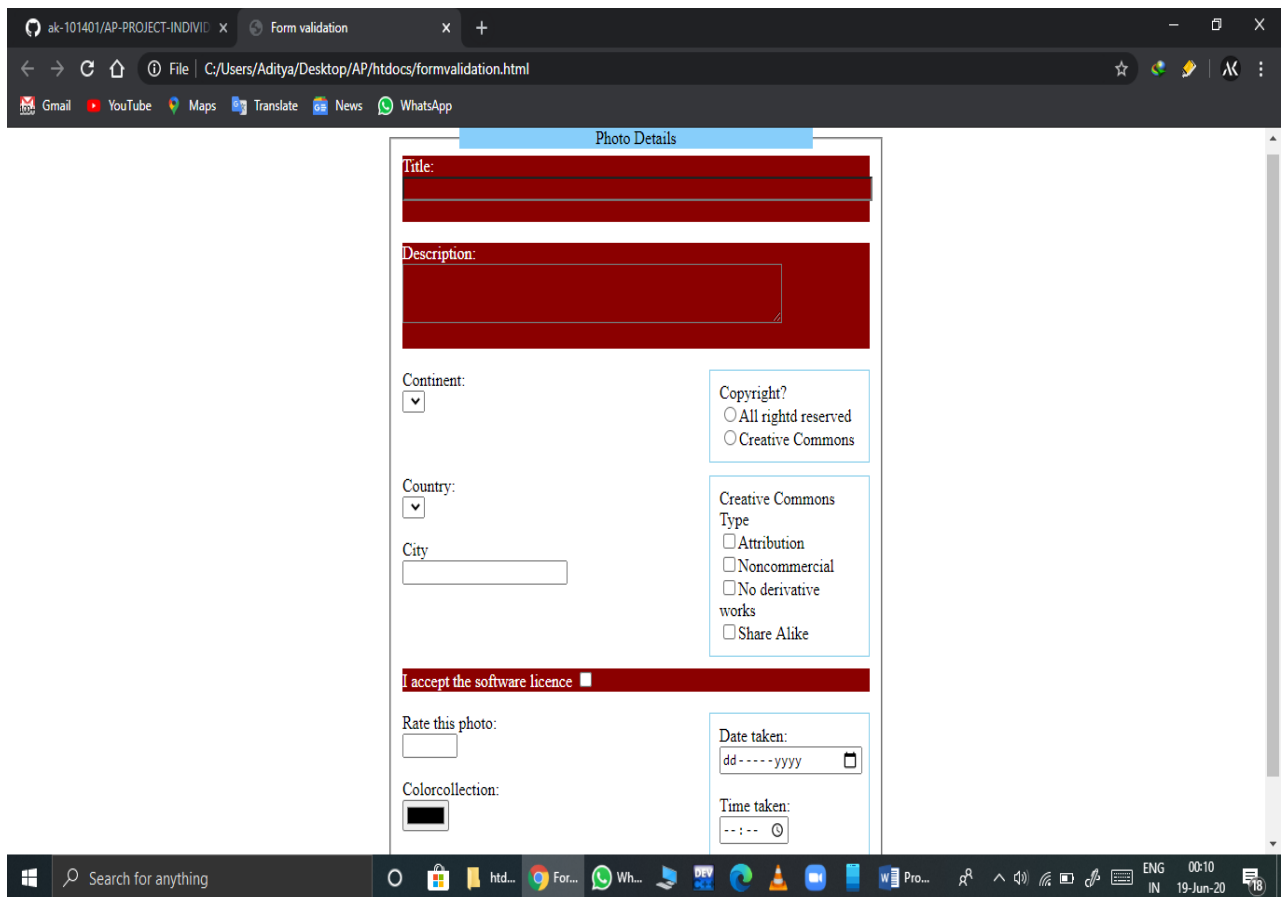 ak-101401/AP-PROJECT-INDIVID
Form validation
File
C:/Users/Aditya/Desktop/AP/htdocs/formvalidation.html
Gmail YouTube Maps Translate News WhatsApp
Photo Details
Title:
Description:
Continent:
Copyright?
All rightd reserved
Creative Commons
Country:
Creative Commons
Type
Attribution
Noncommercial
No derivative
works
Share Alike
City
I accept the software licence
Rate this photo:
Date taken:
dd-----yyyy
Colorcollection:
Time taken:
--:--
Search for anything
htd... For... Wh... DEV Pro...
ENG
IN
00:10
19-Jun-20
18